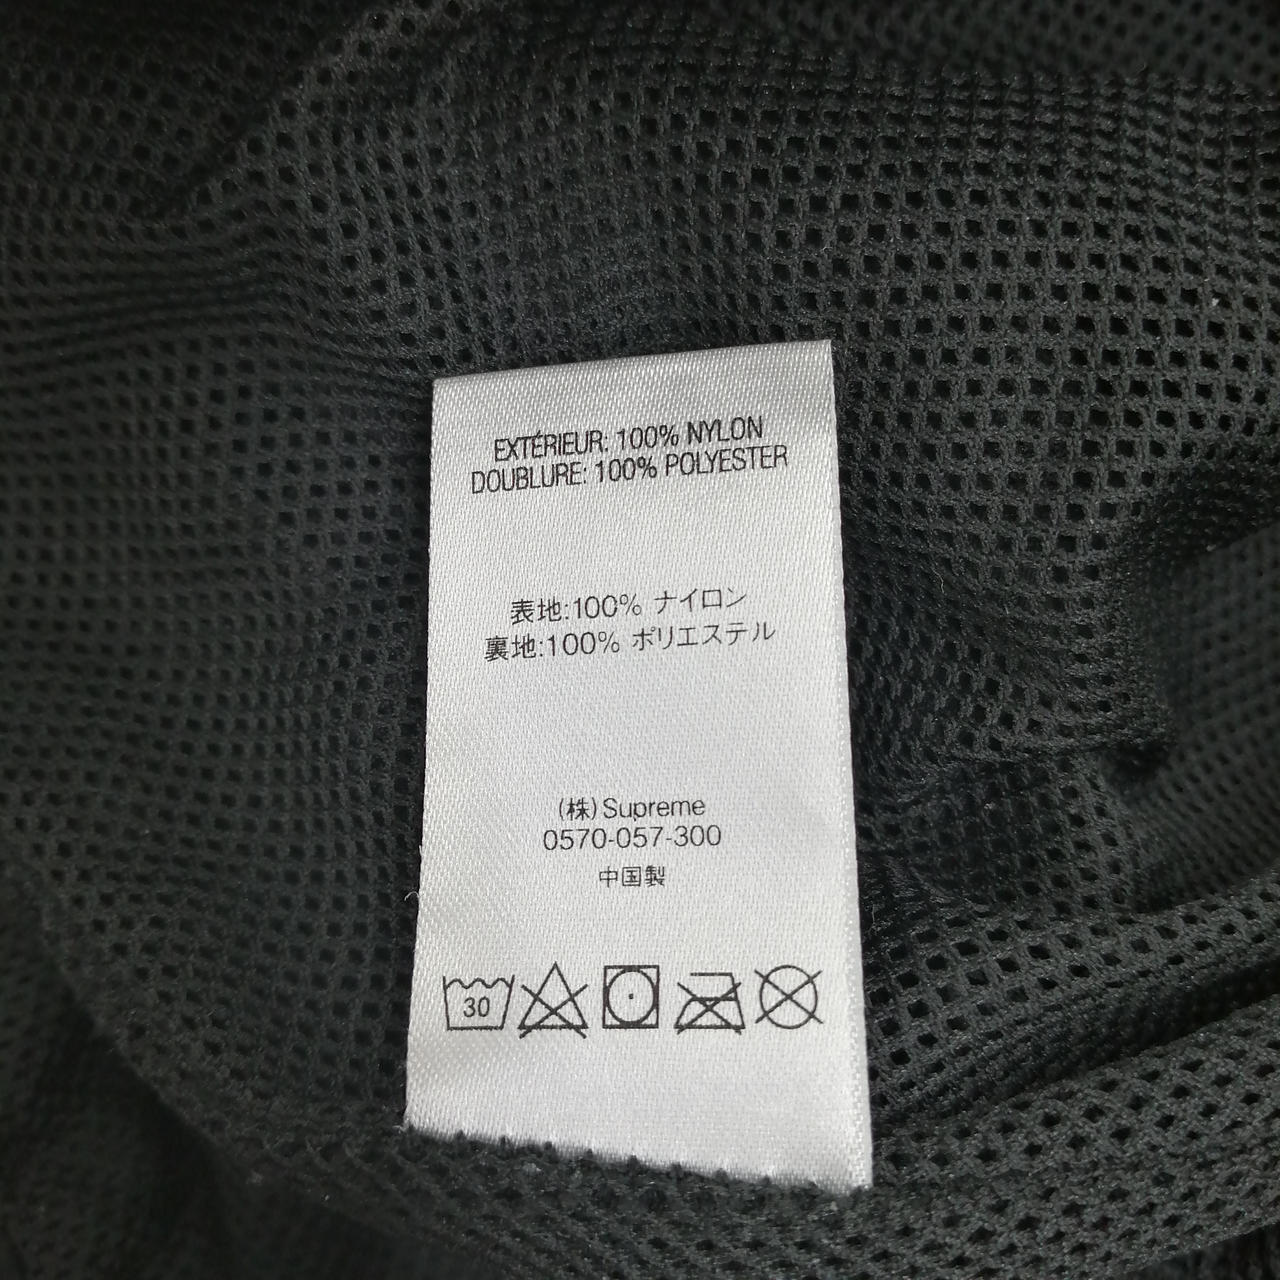 EXTÉRIEUR: 100% NYLON
DOUBLURE: 100% POLYESTER
表地:100% ナイロン
裏地:100% ポリエステル
(株)Supreme
0570-057-300
中国製
30